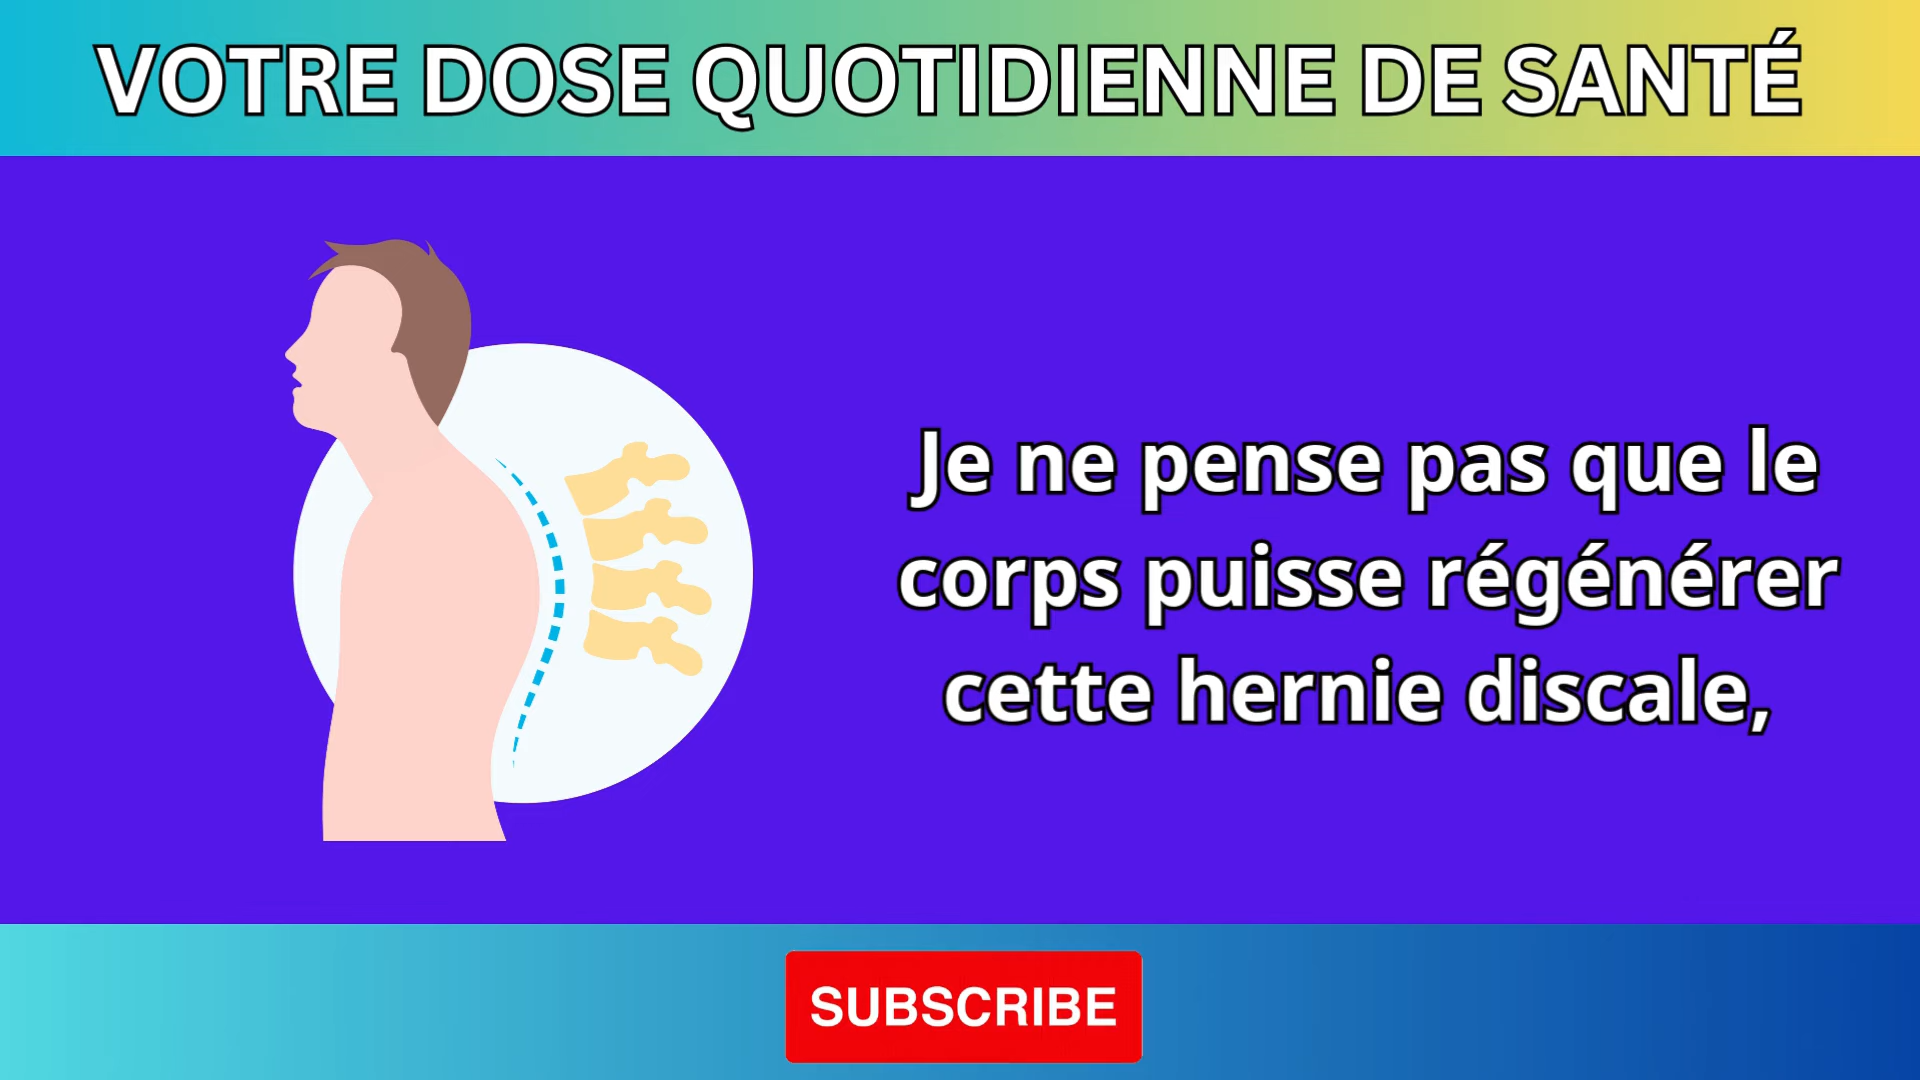 VOTRE DOSE QUOTIDIENNE DE SANTÉ
Je ne pense pas que le
corps puisse régénérer
cette hernie discale,
SUBSCRIBE